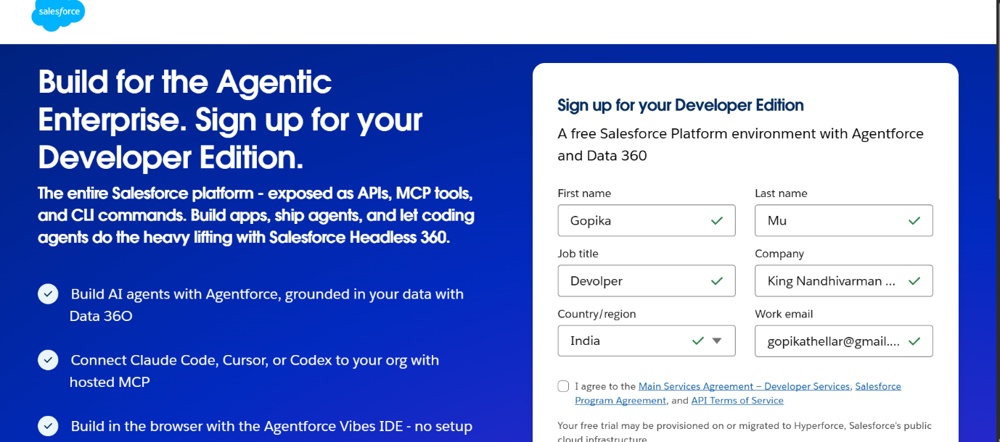 salesforce
Build for the Agentic
Enterprise. Sign up for your
Developer Edition.
The entire Salesforce platform - exposed as APIs, MCP tools,
and CLI commands. Build apps, ship agents, and let coding
agents do the heavy lifting with Salesforce Headless 360.
Build AI agents with Agentforce, grounded in your data with
Data 36O
Connect Claude Code, Cursor, or Codex to your org with
hosted MCP
Build in the browser with the Agentforce Vibes IDE - no setup
Sign up for your Developer Edition
A free Salesforce Platform environment with Agentforce
and Data 360
First name
Last name
Gopika
Mu
Job title
Company
Devolper
King Nandhivarman ...
Country/region
Work email
India
gopikathellar@gmail....
I agree to the Main Services Agreement – Developer Services, Salesforce
Program Agreement, and API Terms of Service
Your free trial may be provisioned on or migrated to Hyperforce, Salesforce's public
cloud infrastructure